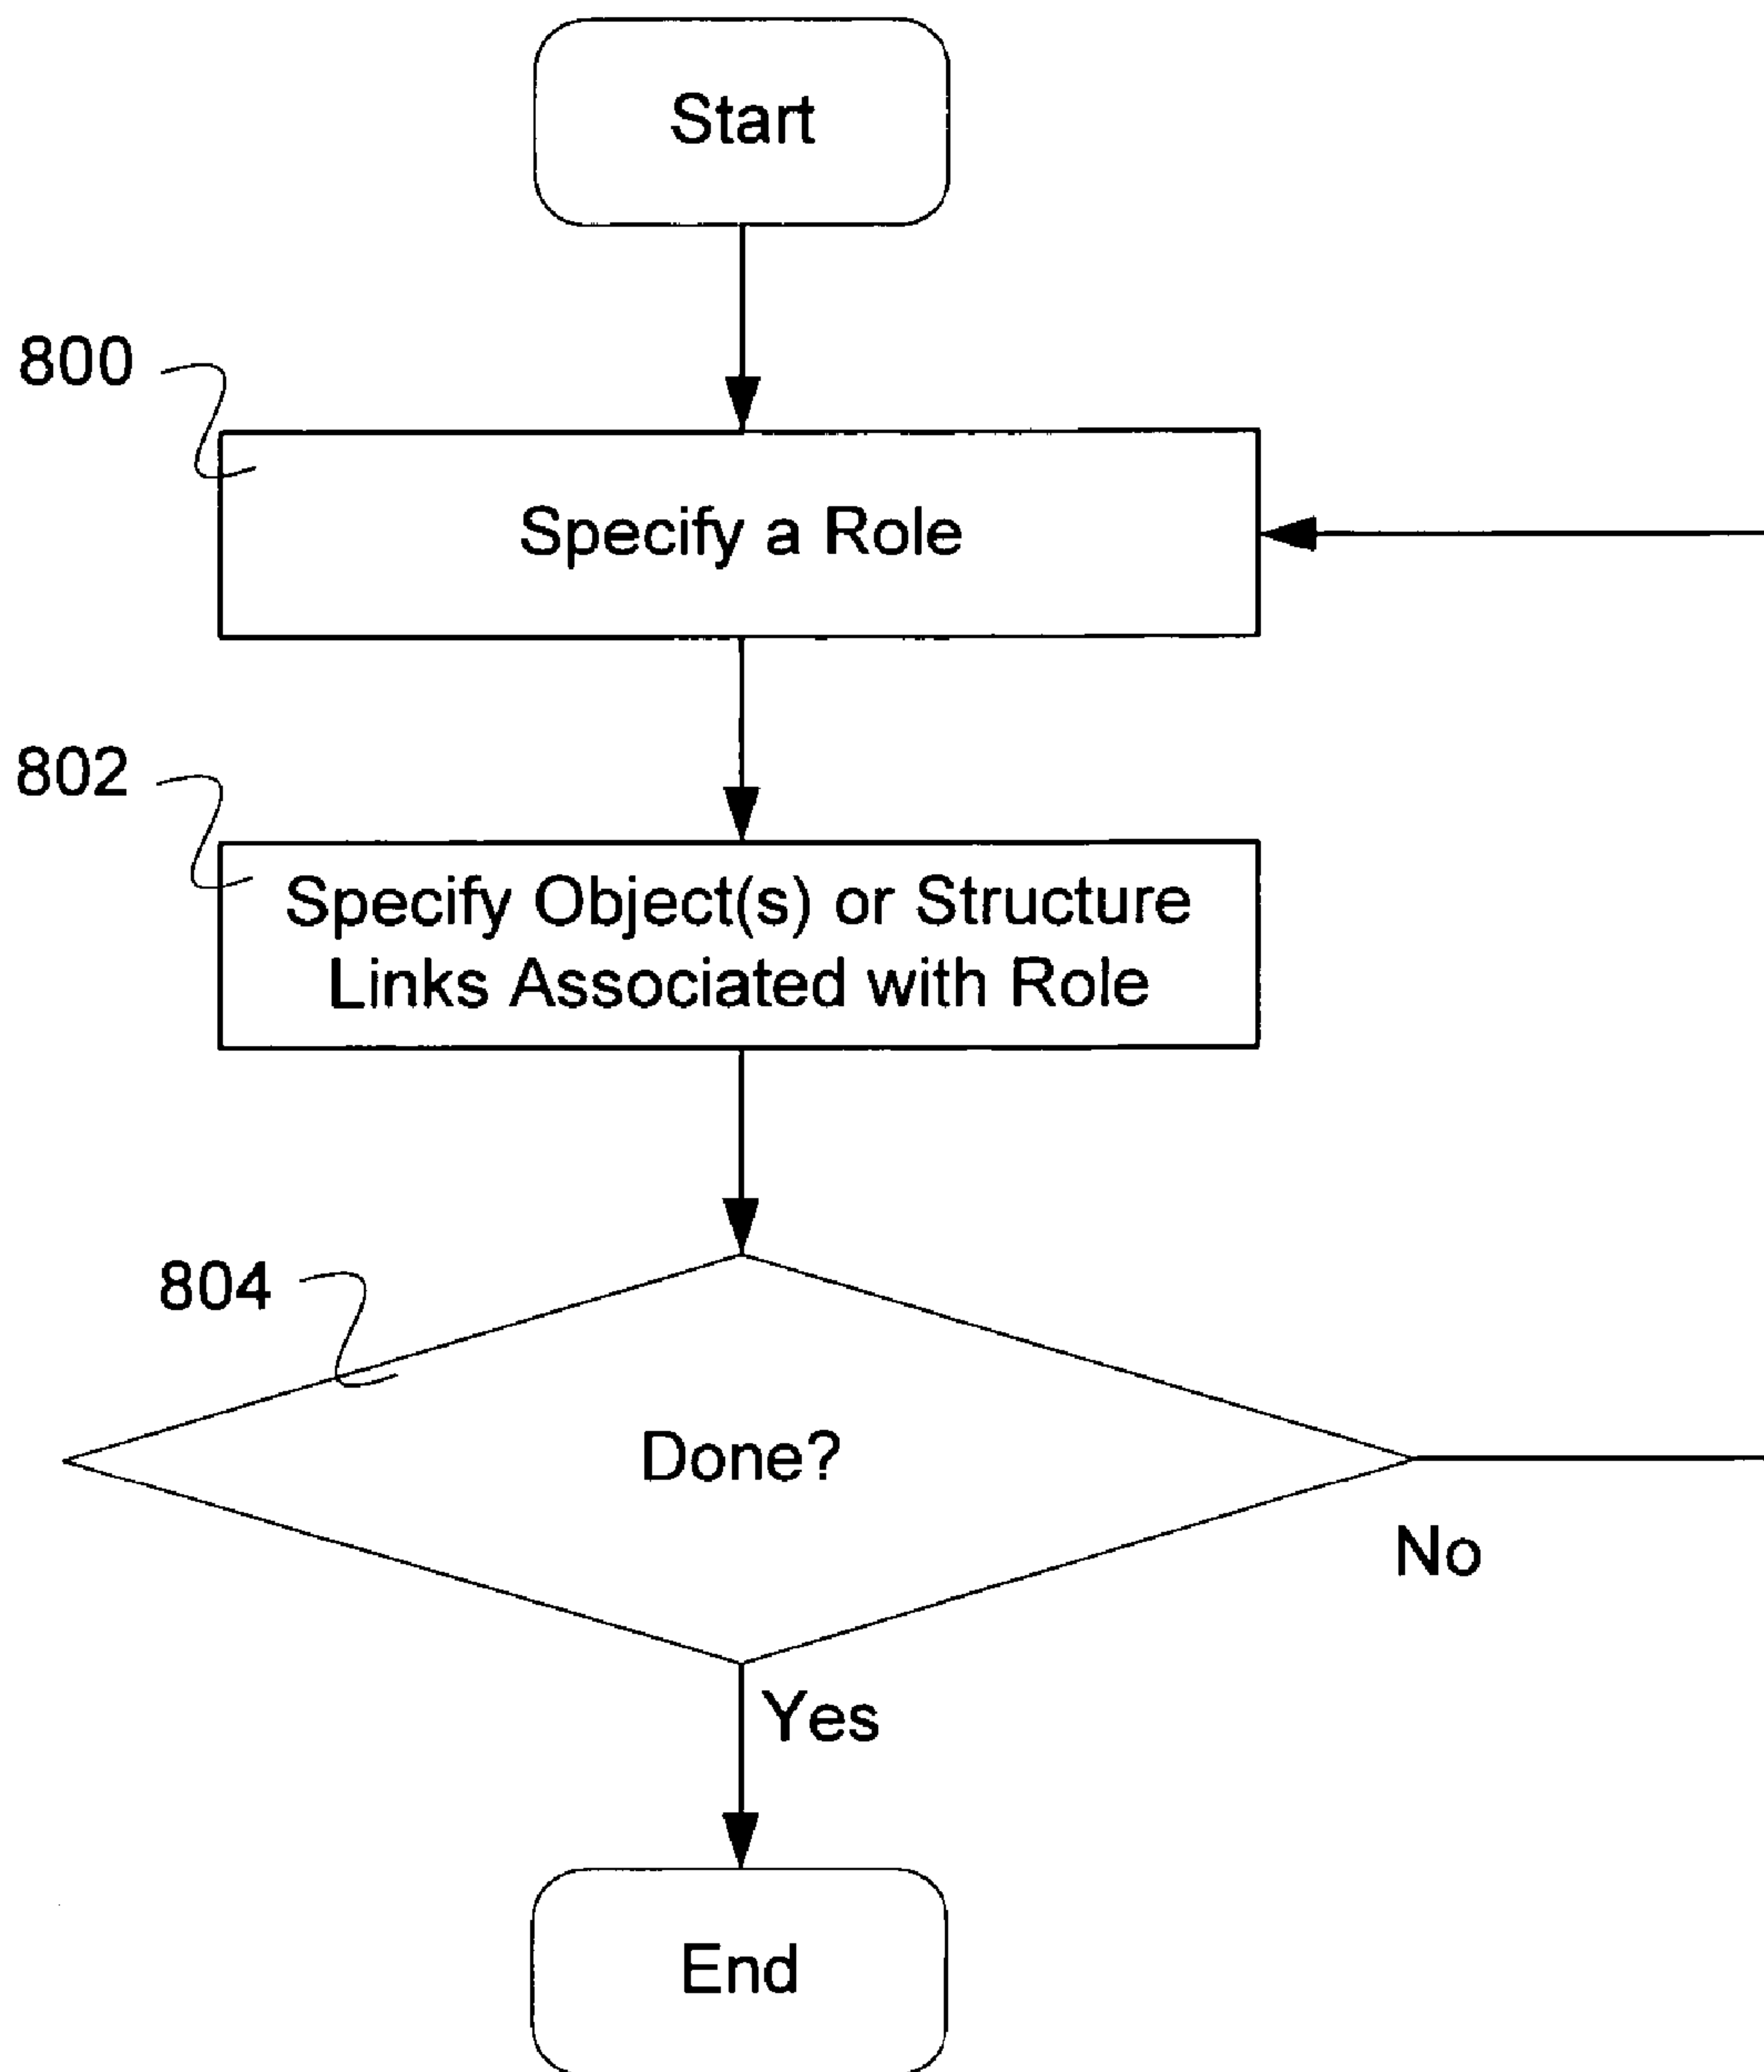 Start
800
Specify a Role
802
Specify Object(s) or Structure
Links Associated with Role
804
Done?
No
Yes
End